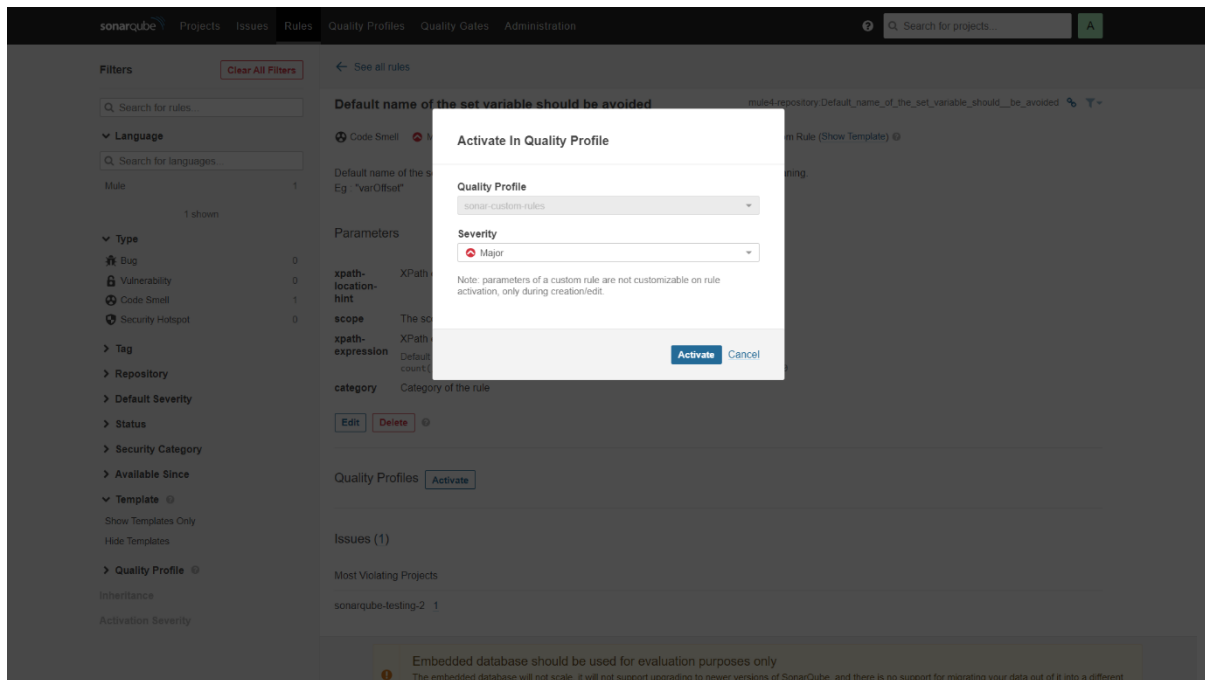 sonarqube Projects Issues Rules Quality Profiles Quality Gates Administration
Search for projects...
A
Filters
Clear All Filters
Search for rules...
Language
Search for languages...
Mule 1
1 shown
Type
Bug 0
Vulnerability 0
Code Smell 1
Security Hotspot 0
Tag
Repository
Default Severity
Status
Security Category
Available Since
Template
Show Templates Only
Hide Templates
Quality Profile
Inheritance
Activation Severity
← See all rules
Default name of the set variable should be avoided
mule4-repository:Default_name_of_the_set_variable_should__be_avoided
Code Smell
m Rule (Show Template)
Default name of the s
ning.
Eg : "varOffset"
Parameters
xpath-location-hint XPath
scope The sc
xpath-expression XPath
Default
count(
category Category of the rule
Edit Delete
Quality Profiles Activate
Issues (1)
Most Violating Projects
sonarqube-testing-2 1
Activate In Quality Profile
Quality Profile
sonar-custom-rules
Severity
Major
Note: parameters of a custom rule are not customizable on rule
activation, only during creation/edit.
Activate Cancel
Embedded database should be used for evaluation purposes only
The embedded database will not scale, it will not support upgrading to newer versions of SonarQube, and there is no support for migrating your data out of it into a different